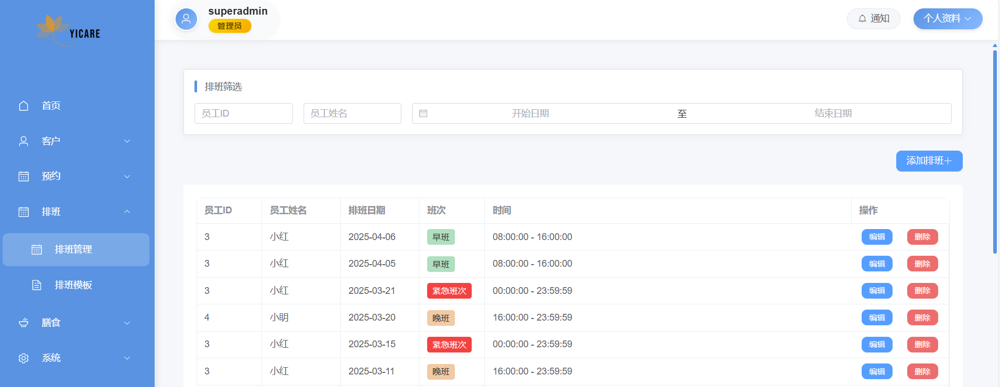 YICARE
首页
客户
预约
排班
排班管理
排班模板
膳食
系统
superadmin
管理员
通知
个人资料
排班筛选
员工ID 员工姓名 开始日期 至 结束日期
添加排班+
员工ID 员工姓名 排班日期 班次 时间 操作
3 小红 2025-04-06 早班 08:00:00 - 16:00:00 编辑 删除
3 小红 2025-04-05 早班 08:00:00 - 16:00:00 编辑 删除
3 小红 2025-03-21 紧急班次 00:00:00 - 23:59:59 编辑 删除
4 小明 2025-03-20 晚班 16:00:00 - 23:59:59 编辑 删除
3 小红 2025-03-15 紧急班次 00:00:00 - 23:59:59 编辑 删除
3 小红 2025-03-11 晚班 16:00:00 - 23:59:59 编辑 删除